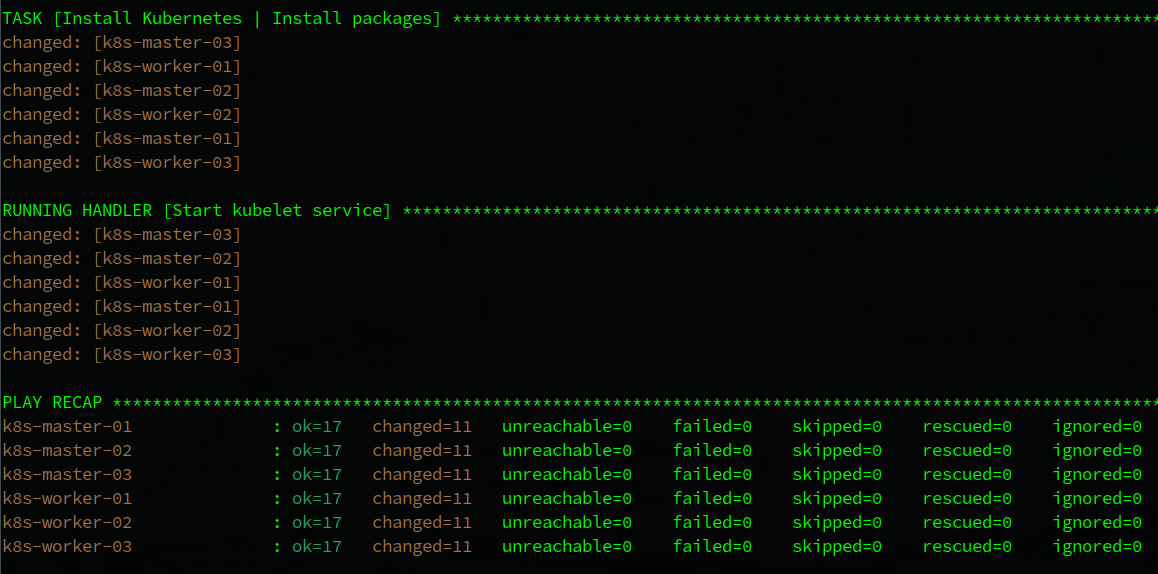 TASK [Install Kubernetes | Install packages] ***********************************************************************
changed: [k8s-master-03]
changed: [k8s-worker-01]
changed: [k8s-master-02]
changed: [k8s-worker-02]
changed: [k8s-master-01]
changed: [k8s-worker-03]
RUNNING HANDLER [Start kubelet service] ****************************************************************************
changed: [k8s-master-03]
changed: [k8s-master-02]
changed: [k8s-worker-01]
changed: [k8s-master-01]
changed: [k8s-worker-02]
changed: [k8s-worker-03]
PLAY RECAP *********************************************************************************************************
k8s-master-01 : ok=17 changed=11 unreachable=0 failed=0 skipped=0 rescued=0 ignored=0
k8s-master-02 : ok=17 changed=11 unreachable=0 failed=0 skipped=0 rescued=0 ignored=0
k8s-master-03 : ok=17 changed=11 unreachable=0 failed=0 skipped=0 rescued=0 ignored=0
k8s-worker-01 : ok=17 changed=11 unreachable=0 failed=0 skipped=0 rescued=0 ignored=0
k8s-worker-02 : ok=17 changed=11 unreachable=0 failed=0 skipped=0 rescued=0 ignored=0
k8s-worker-03 : ok=17 changed=11 unreachable=0 failed=0 skipped=0 rescued=0 ignored=0